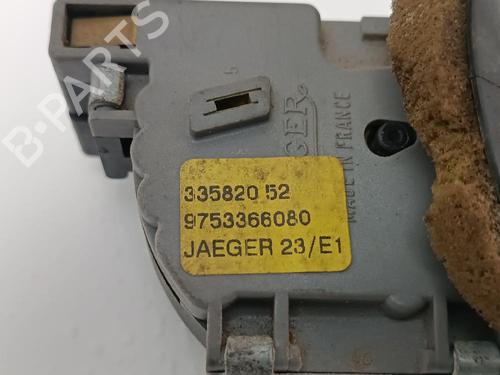 335820 52
9753366080
JAEGER 23/E1
MADE IN FRANCE
B-PARTS